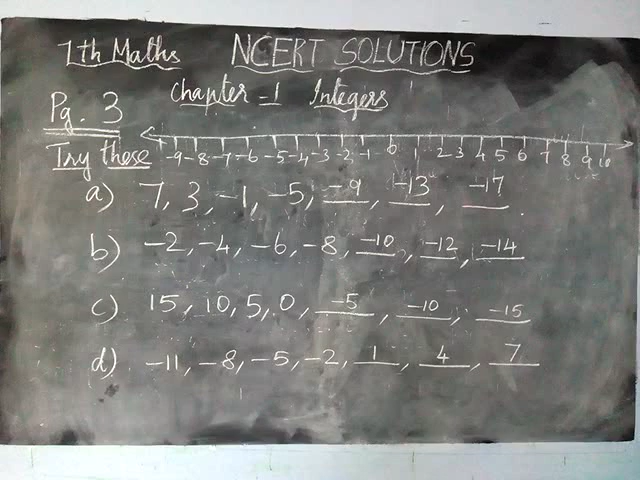 7th Maths NCERT SOLUTIONS
Chapter = 1 Integers
Pg. 3
-9 -8 -7 -6 -5 -4 -3 -2 -1 0 1 2 3 4 5 6 7 8 9 10
Try these
a) 7, 3, -1, -5, -9, -13, -17
b) -2, -4, -6, -8, -10, -12, -14
c) 15, 10, 5, 0, -5, -10, -15
d) -11, -8, -5, -2, 1, 4, 7